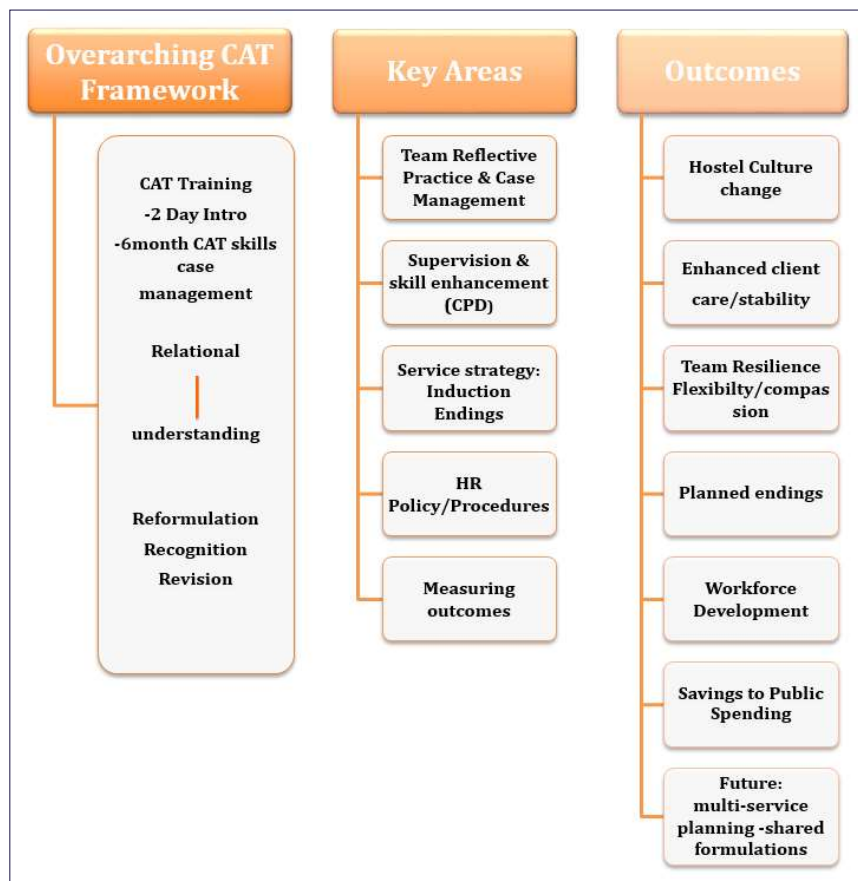 Overarching CAT
Framework
CAT Training
-2 Day Intro
-6month CAT skills
case
management
Relational
understanding
Reformulation
Recognition
Revision
Key Areas
Team Reflective
Practice & Case
Management
Supervision &
skill enhancement
(CPD)
Service strategy:
Induction
Endings
HR
Policy/Procedures
Measuring
outcomes
Outcomes
Hostel Culture
change
Enhanced client
care/stability
Team Resilience
Flexibilty/compas
sion
Planned endings
Workforce
Development
Savings to Public
Spending
Future:
multi-service
planning -shared
formulations